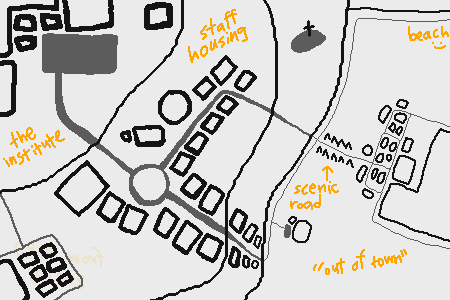 staff
housing
beach
:)
the
institute
scenic
road
"out of town"